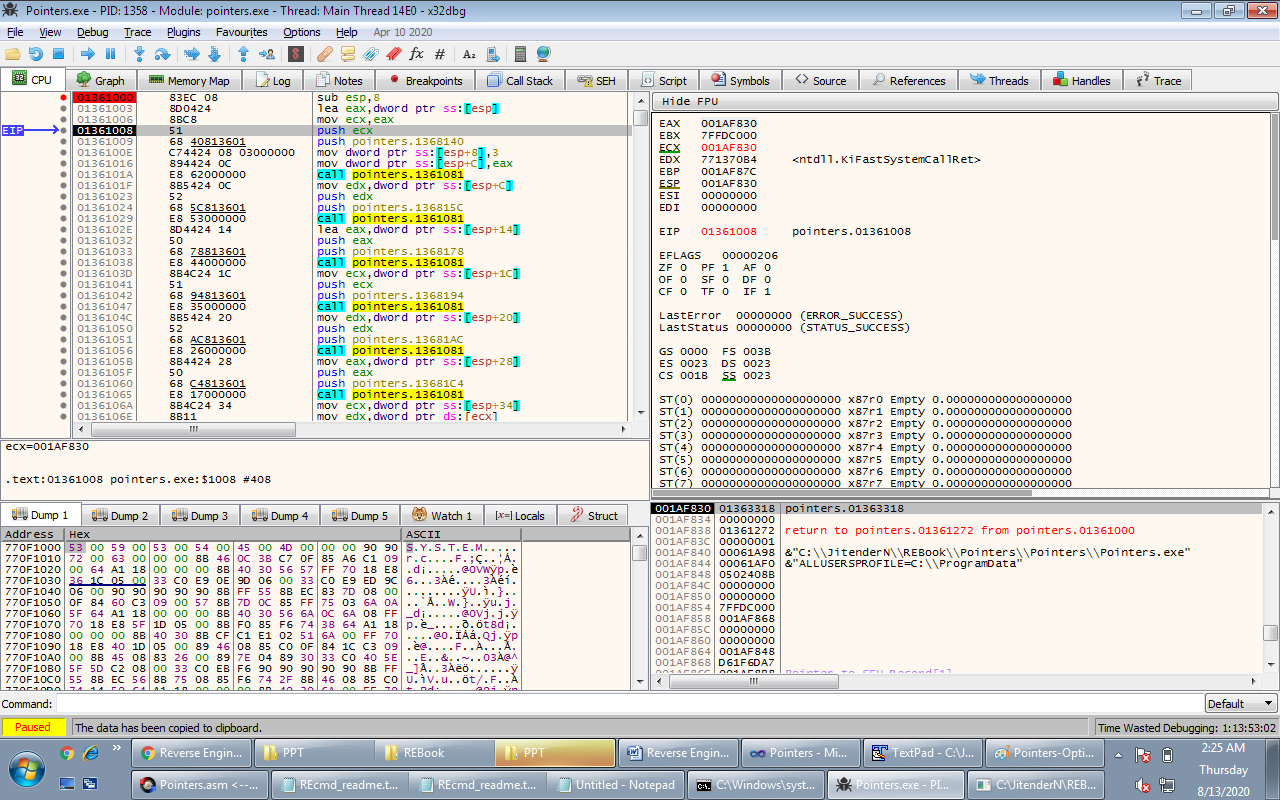 Pointers.exe - PID: 1358 - Module: pointers.exe - Thread: Main Thread 14E0 - x32dbg
File View Debug Trace Plugins Favourites Options Help Apr 10 2020
CPU Graph Memory Map Log Notes Breakpoints Call Stack SEH Script Symbols Source References Threads Handles Trace
EIP
01361000 83EC 08 sub esp,8
01361003 8D0424 lea eax,dword ptr ss:[esp]
01361006 8BC8 mov ecx,eax
01361008 51 push ecx
01361009 68 40813601 push pointers.1368140
0136100E C74424 08 03000000 mov dword ptr ss:[esp+8],3
01361016 894424 0C mov dword ptr ss:[esp+C],eax
0136101A E8 62000000 call pointers.1361081
0136101F 8B5424 0C mov edx,dword ptr ss:[esp+C]
01361023 52 push edx
01361024 68 5C813601 push pointers.136815C
01361029 E8 53000000 call pointers.1361081
0136102E 8D4424 14 lea eax,dword ptr ss:[esp+14]
01361032 50 push eax
01361033 68 78813601 push pointers.1368178
01361038 E8 44000000 call pointers.1361081
0136103D 8B4C24 1C mov ecx,dword ptr ss:[esp+1C]
01361041 51 push ecx
01361042 68 94813601 push pointers.1368194
01361047 E8 35000000 call pointers.1361081
0136104C 8B5424 20 mov edx,dword ptr ss:[esp+20]
01361050 52 push edx
01361051 68 AC813601 push pointers.13681AC
01361056 E8 26000000 call pointers.1361081
0136105B 8B4424 28 mov eax,dword ptr ss:[esp+28]
0136105F 50 push eax
01361060 68 C4813601 push pointers.13681C4
01361065 E8 17000000 call pointers.1361081
0136106A 8B4C24 34 mov ecx,dword ptr ss:[esp+34]
0136106E 8B11 mov edx,dword ptr ds:[ecx]
Hide FPU
EAX 001AF830
EBX 7FFDC000
ECX 001AF830
EDX 771370B4 <ntdll.KiFastSystemCallRet>
EBP 001AF87C
ESP 001AF830
ESI 00000000
EDI 00000000
EIP 01361008 pointers.01361008
EFLAGS 00000206
ZF 0 PF 1 AF 0
OF 0 SF 0 DF 0
CF 0 TF 0 IF 1
LastError 00000000 (ERROR_SUCCESS)
LastStatus 00000000 (STATUS_SUCCESS)
GS 0000 FS 003B
ES 0023 DS 0023
CS 001B SS 0023
ST(0) 00000000000000000000 x87r0 Empty 0.000000000000000000
ST(1) 00000000000000000000 x87r1 Empty 0.000000000000000000
ST(2) 00000000000000000000 x87r2 Empty 0.000000000000000000
ST(3) 00000000000000000000 x87r3 Empty 0.000000000000000000
ST(4) 00000000000000000000 x87r4 Empty 0.000000000000000000
ST(5) 00000000000000000000 x87r5 Empty 0.000000000000000000
ST(6) 00000000000000000000 x87r6 Empty 0.000000000000000000
ST(7) 00000000000000000000 x87r7 Empty 0.000000000000000000
ecx=001AF830
.text:01361008 pointers.exe:$1008 #408
Dump 1 Dump 2 Dump 3 Dump 4 Dump 5 Watch 1 Locals Struct
Address Hex ASCII
770F1000 53 00 59 00 53 00 54 00 45 00 4D 00 00 00 90 90 S.Y.S.T.E.M.....
770F1010 72 00 63 00 00 00 8B 46 0C 3B C7 0F 85 A6 C1 09
770F1020 00 64 A1 18 00 00 00 8B 40 30 56 57 FF 70 18 E8
770F1030 36 1C 05 00 33 C0 E9 0E 9D 06 00 33 C0 E9 ED 9C
770F1040 06 00 90 90 90 90 90 8B FF 55 8B EC 83 7D 08 00
770F1050 0F 84 60 C3 09 00 57 8B 7D 0C 85 FF 75 03 6A 0A
770F1060 5F 64 A1 18 00 00 00 8B 40 30 56 6A 0C 6A 08 FF
770F1070 70 18 E8 5F 1D 05 00 8B F0 85 F6 74 38 64 A1 18
770F1080 00 00 00 8B 40 30 8B CF C1 E1 02 51 6A 00 FF 70
770F1090 18 E8 40 1D 05 00 89 46 08 85 C0 0F 84 1C C3 09
770F10A0 00 8B 45 08 83 26 00 89 7E 04 89 30 33 C0 40 5E
770F10B0 5F 5D C2 08 00 33 C0 EB F6 90 90 90 90 90 8B FF
770F10C0 55 8B EC 56 8B 75 08 85 F6 74 2F 8B 46 08 85 C0
001AF830 01363318 pointers.01363318
001AF834 00000000
001AF838 01361272 return to pointers.01361272 from pointers.01361000
001AF83C 00000001
001AF840 00061A98 &"C:\\JitenderN\\REBook\\Pointers\\Pointers\\Pointers.exe"
001AF844 00061AF0 &"ALLUSERSPROFILE=C:\\ProgramData"
001AF848 0502408B
001AF84C 00000000
001AF850 00000000
001AF854 7FFDC000
001AF858 001AF868
001AF85C 00000000
001AF860 00000000
001AF864 001AF848
001AF868 D61F6DA7
Command: Default
Paused The data has been copied to clipboard. Time Wasted Debugging: 1:13:53:02
Reverse Engin... PPT REBook PPT Reverse Engin... Pointers - Mi... TextPad - C:\J... Pointers-Opti... 2:25 AM
Thursday
Pointers.asm <--... REcmd_readme.t... REcmd_readme.t... Untitled - Notepad C:\Windows\syst... Pointers.exe - PI... C:\JitenderN\REB... 8/13/2020